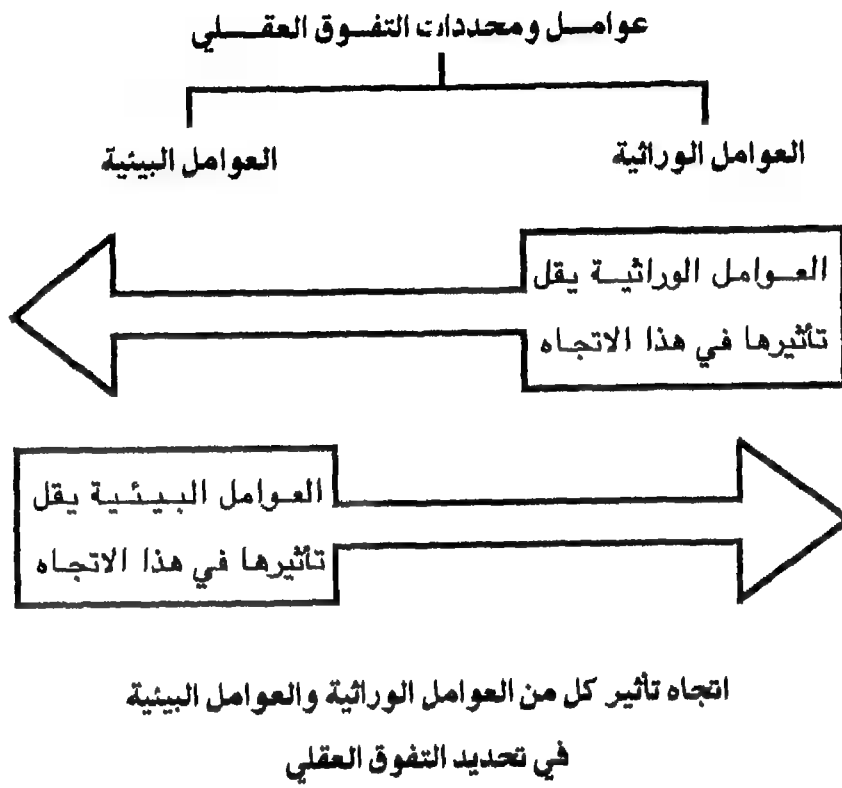 عوامل ومحددات التفوق العقلي
العوامل الوراثية
العوامل البيئية
العوامل الوراثية يقل
تأثيرها في هذا الاتجاه
العوامل البيئية يقل
تأثيرها في هذا الاتجاه
اتجاه تأثير كل من العوامل الوراثية والعوامل البيئية
في تحديد التفوق العقلي